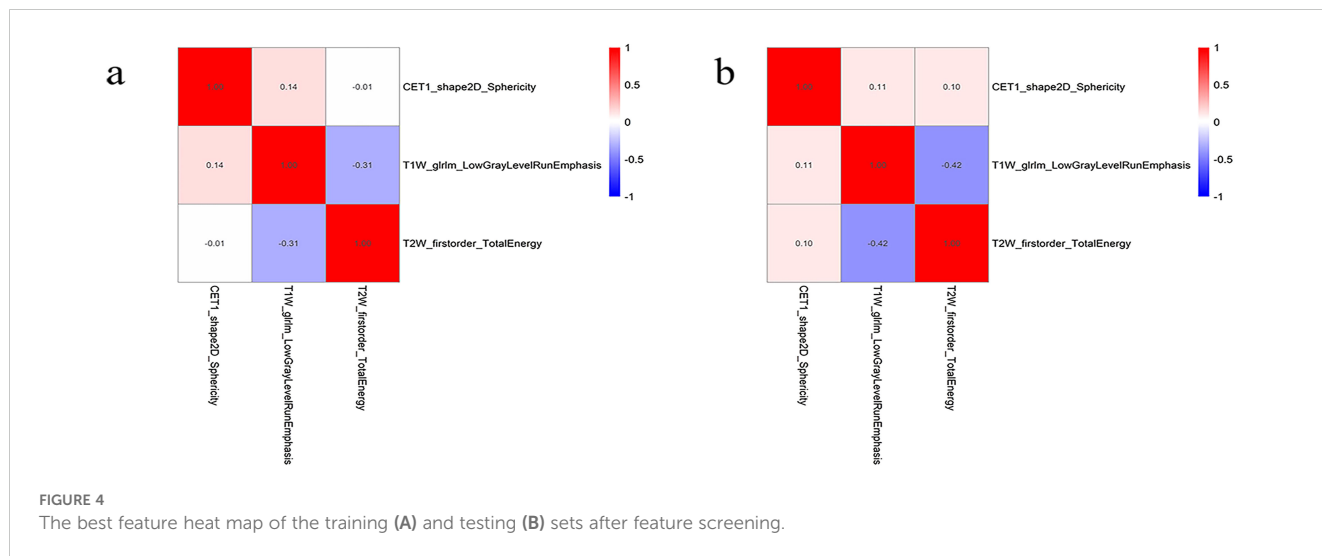 a
1.00 0.14 -0.01 CET1_shape2D_Sphericity
0.14 1.00 -0.31 T1W_glrlm_LowGrayLevelRunEmphasis
-0.01 -0.31 1.00 T2W_firstorder_TotalEnergy
CET1_shape2D_Sphericity
T1W_glrlm_LowGrayLevelRunEmphasis
T2W_firstorder_TotalEnergy
1
0.5
0
-0.5
-1
b
1.00 0.11 0.10 CET1_shape2D_Sphericity
0.11 1.00 -0.42 T1W_glrlm_LowGrayLevelRunEmphasis
0.10 -0.42 1.00 T2W_firstorder_TotalEnergy
CET1_shape2D_Sphericity
T1W_glrlm_LowGrayLevelRunEmphasis
T2W_firstorder_TotalEnergy
1
0.5
0
-0.5
-1
FIGURE 4
The best feature heat map of the training (A) and testing (B) sets after feature screening.